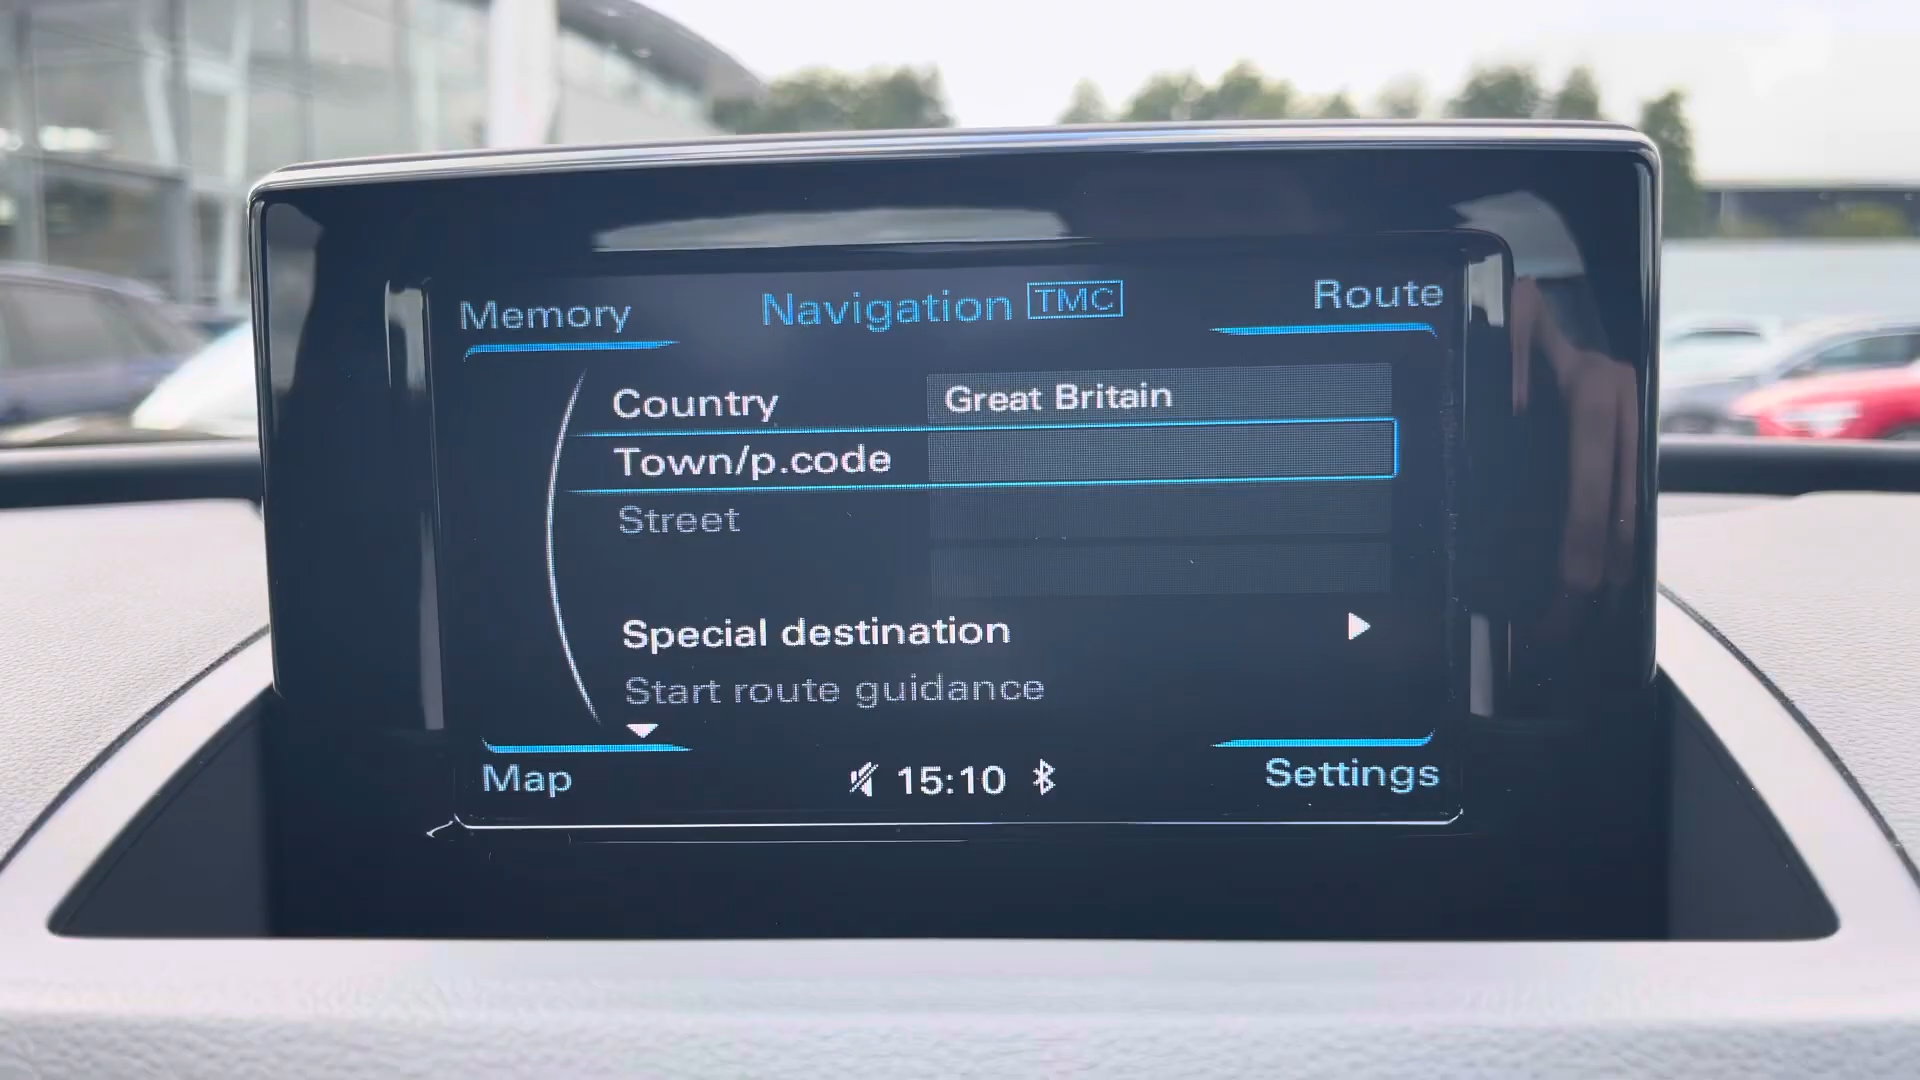 Memory Navigation TMC Route
Country Great Britain
Town/p.code
Street
Special destination
Start route guidance
Map 15:10 Settings